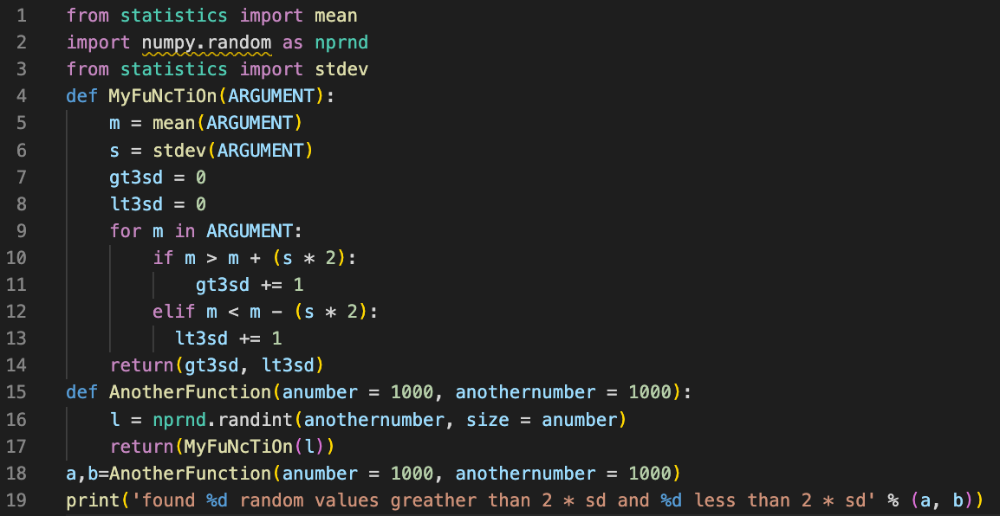 1 from statistics import mean
2 import numpy.random as nprnd
3 from statistics import stdev
4 def MyFuNcTiOn(ARGUMENT):
5     m = mean(ARGUMENT)
6     s = stdev(ARGUMENT)
7     gt3sd = 0
8     lt3sd = 0
9     for m in ARGUMENT:
10         if m > m + (s * 2):
11             gt3sd += 1
12         elif m < m - (s * 2):
13           lt3sd += 1
14     return(gt3sd, lt3sd)
15 def AnotherFunction(anumber = 1000, anothernumber = 1000):
16     l = nprnd.randint(anothernumber, size = anumber)
17     return(MyFuNcTiOn(l))
18 a,b=AnotherFunction(anumber = 1000, anothernumber = 1000)
19 print('found %d random values greather than 2 * sd and %d less than 2 * sd' % (a, b))